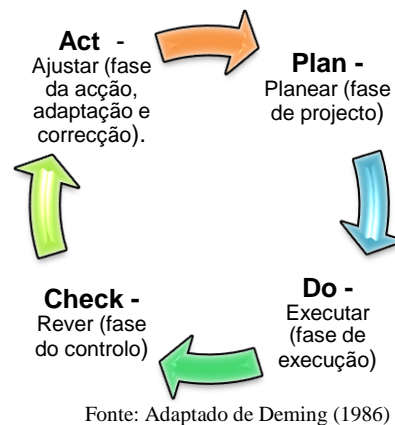 Act -
Ajustar (fase
da acção,
adaptação e
correcção).
Plan -
Planear (fase
de projecto)
Do -
Executar
(fase de
execução)
Check -
Rever (fase
do controlo)
Fonte: Adaptado de Deming (1986)